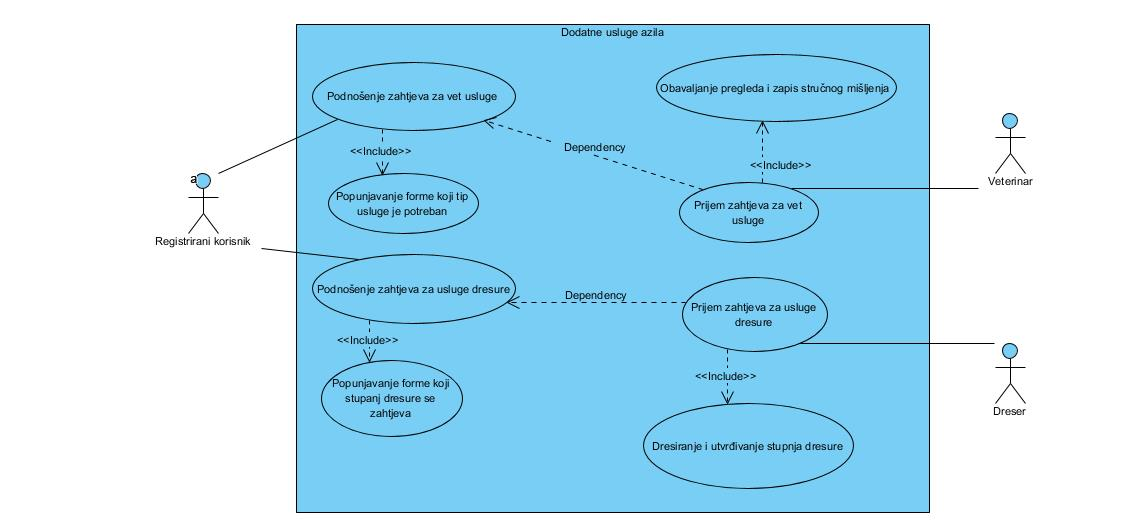 Dodatne usluge azila
Podnošenje zahtjeva za vet usluge
Obavaljanje pregleda i zapis stručnog mišljenja
<<Include>>
Dependency
<<Include>>
a
Popunjavanje forme koji tip
usluge je potreban
Prijem zahtjeva za vet
usluge
Veterinar
Registrirani korisnik
Podnošenje zahtjeva za usluge dresure
Dependency
Prijem zahtjeva za usluge
dresure
<<Include>>
<<Include>>
Popunjavanje forme koji
stupanj dresure se
zahtjeva
Dreser
Dresiranje i utvrđivanje stupnja dresure